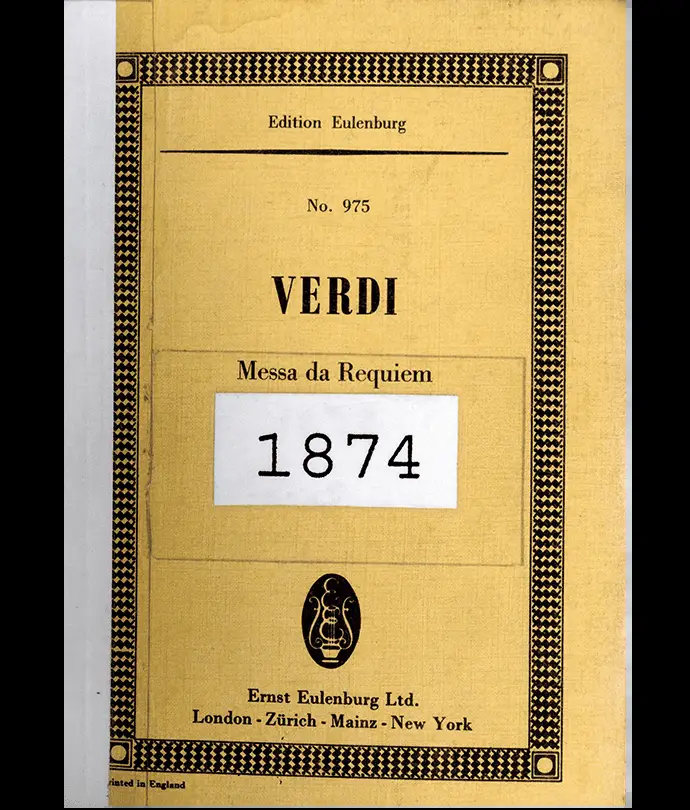 Edition Eulenburg
No. 975
VERDI
Messa da Requiem
1874
Ernst Eulenburg Ltd.
London - Zürich - Mainz - New York
rinted in England